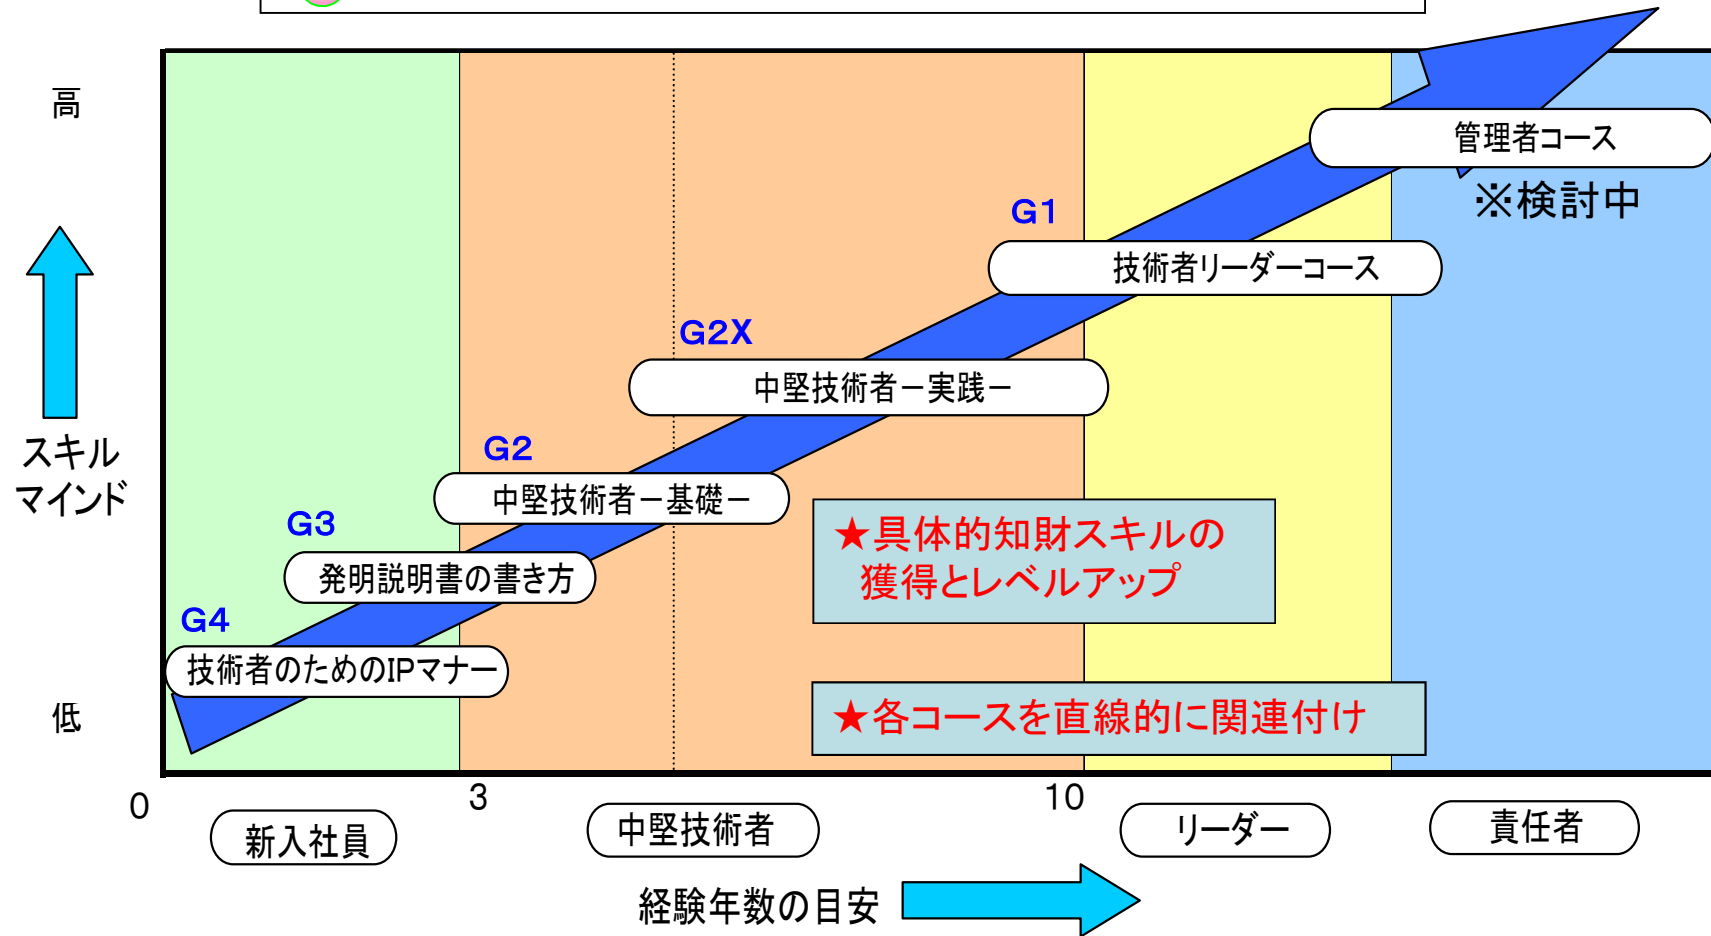 高
管理者コース
※検討中
G1
技術者リーダーコース
G2X
中堅技術者－実践－
G2
中堅技術者－基礎－
スキル
マインド
G3
発明説明書の書き方
★具体的知財スキルの
獲得とレベルアップ
G4
技術者のためのIPマナー
低
★各コースを直線的に関連付け
0
3
10
新入社員
中堅技術者
リーダー
責任者
経験年数の目安